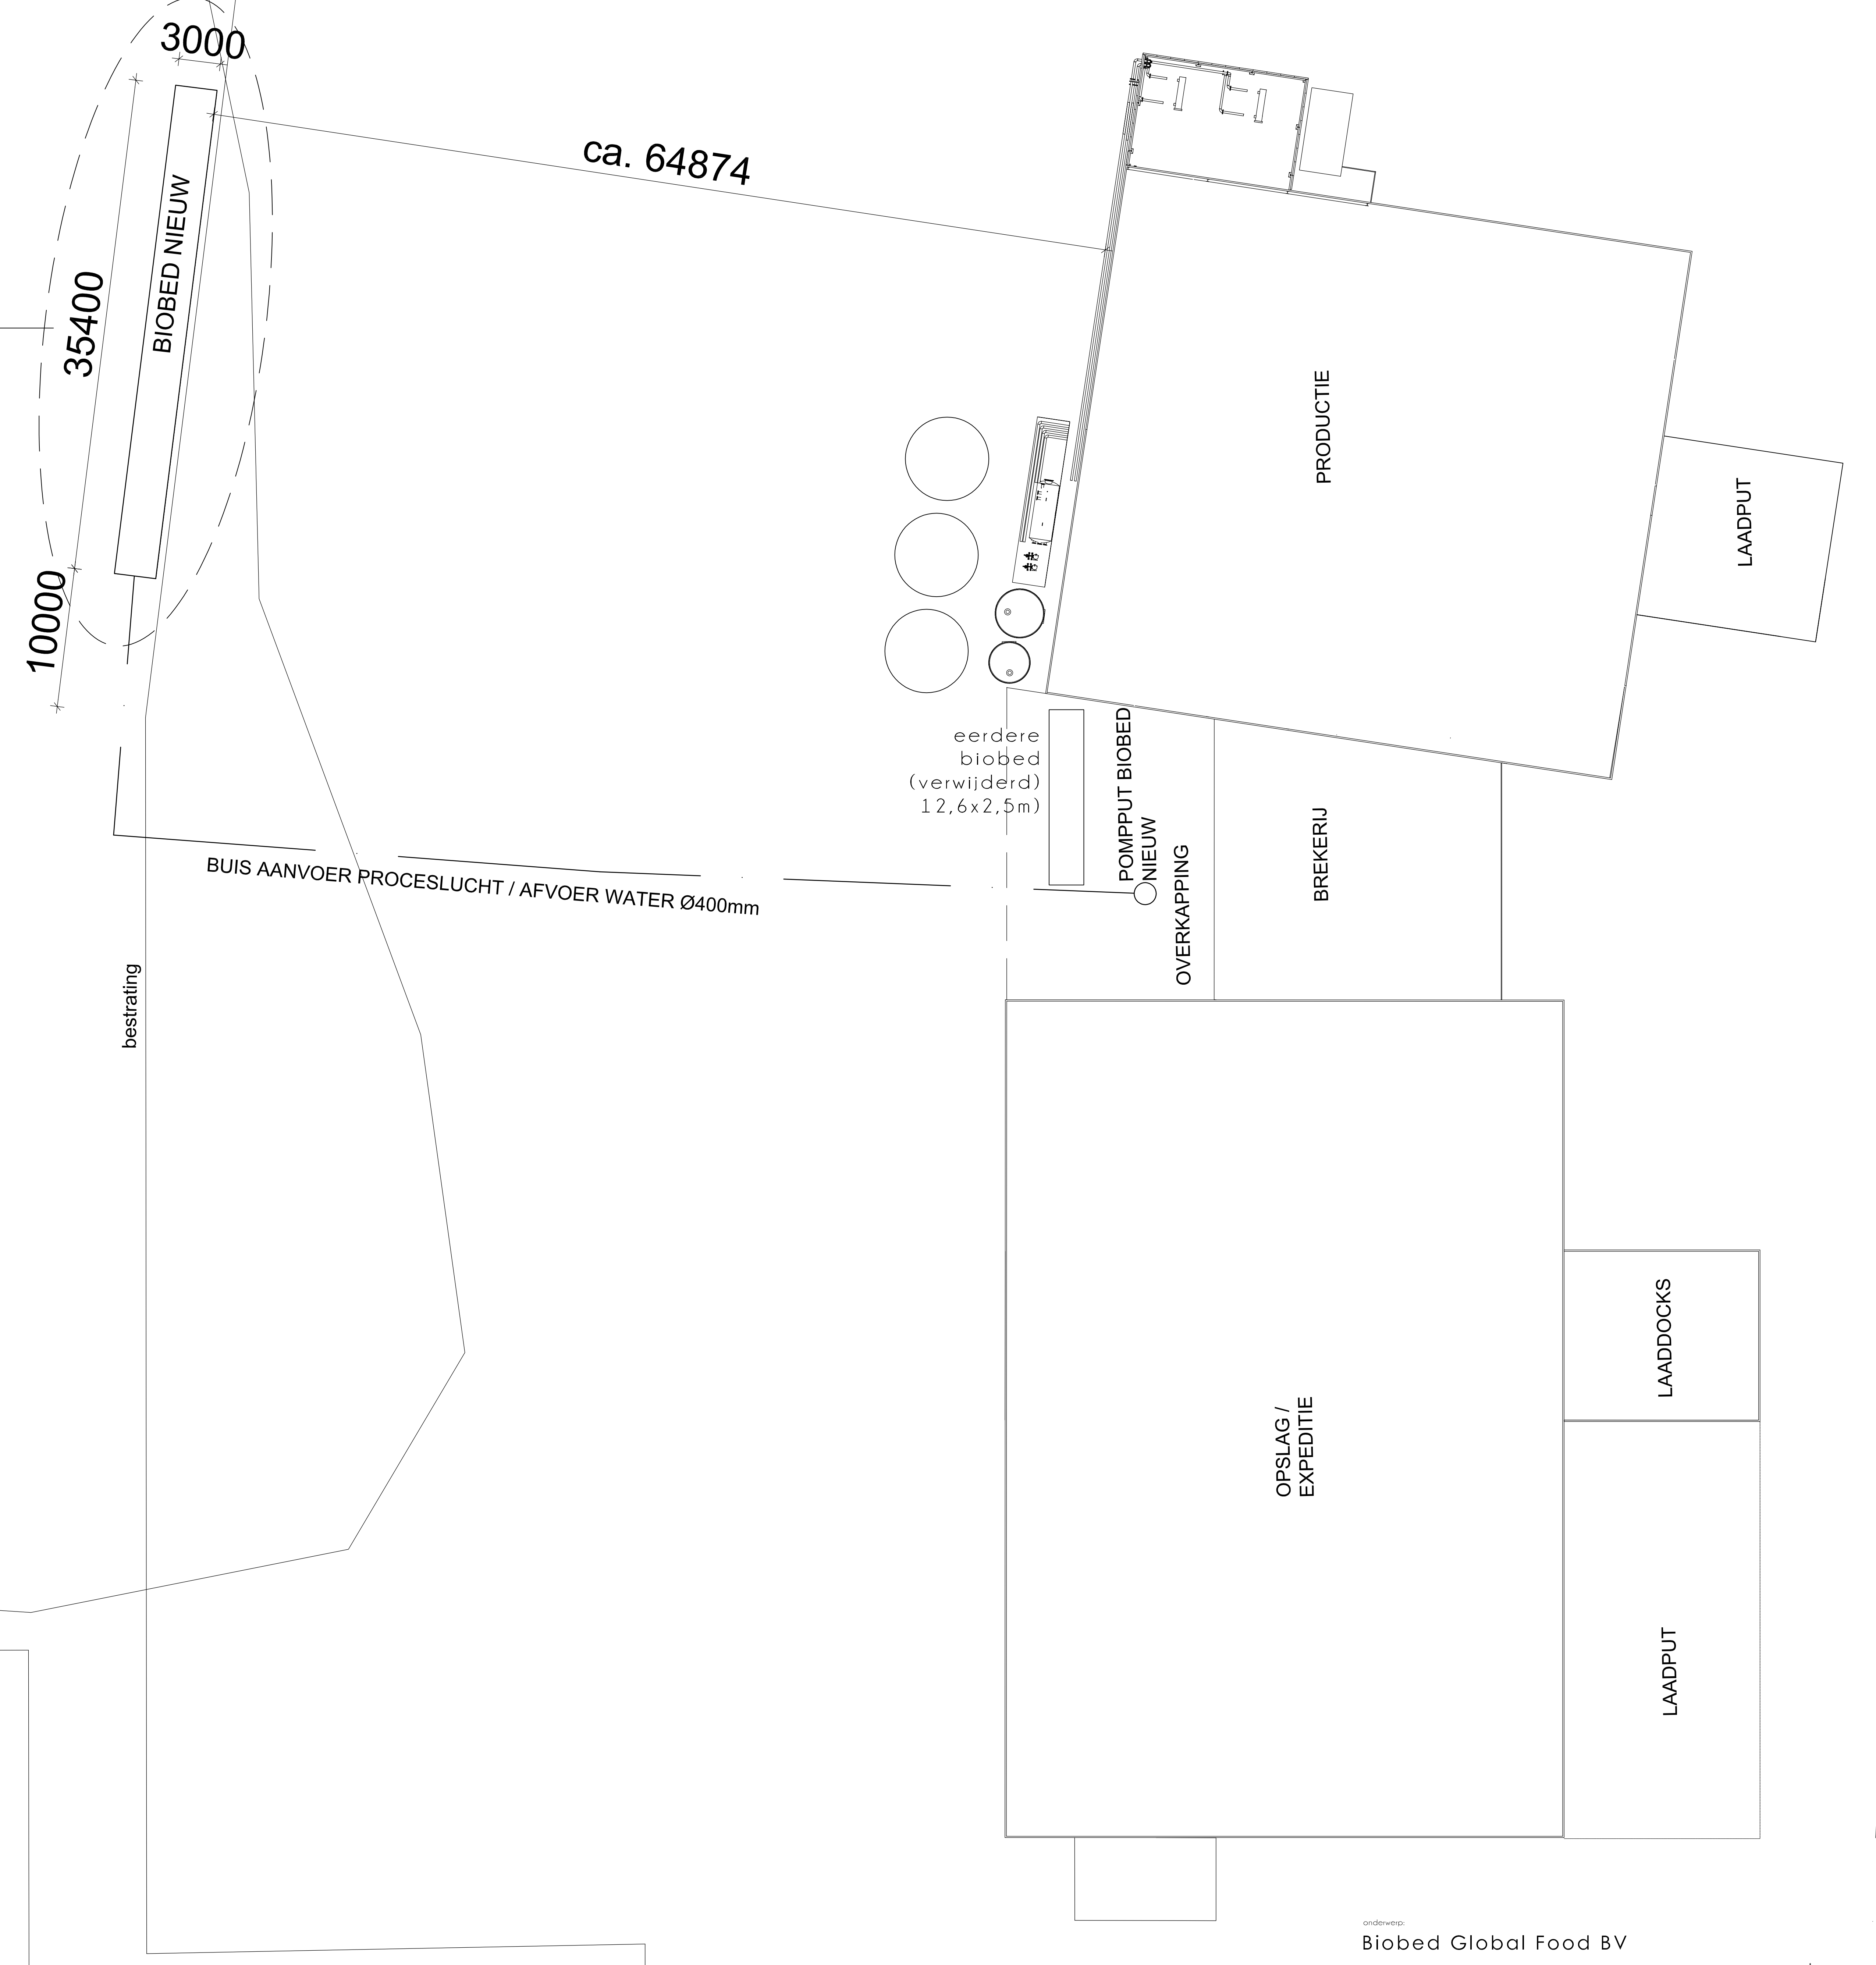 3000
ca. 64874
35400
BIOBED NIEUW
10000
PRODUCTIE
LAADPUT
eerdere
biobed
(verwijderd)
12,6x2,5m)
POMPPUT BIOBED
NIEUW
OVERKAPPING
BREKERIJ
BUIS AANVOER PROCESLUCHT / AFVOER WATER Ø400mm
bestrating
LAADDOCKS
OPSLAG /
EXPEDITIE
LAADPUT
onderwerp:
Biobed Global Food BV